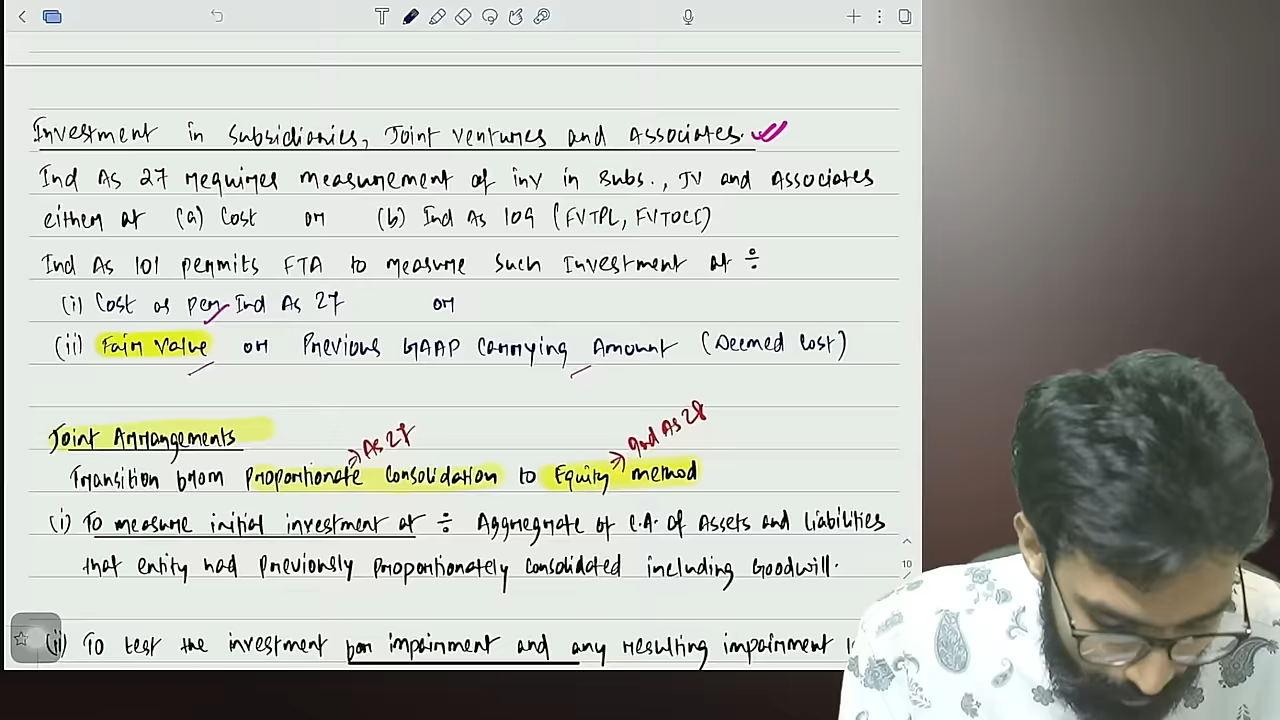 Investment in Subsidiaries, Joint Ventures and Associates.
Ind As 27 requires measurement of inv in subs., JV and Associates
either at (a) Cost or (b) Ind As 109 (FVTPL, FVTOCI)
Ind As 101 permits FTA to measure such Investment at ÷
(i) Cost as per Ind As 27 or
(ii) Fair Value or Previous GAAP Carrying Amount (Deemed Cost)
Joint Arrangements
→ As 27
→ Ind As 28
Transition from Proportionate Consolidation to Equity method
(i) To measure initial investment at ÷ Aggregate of C.A. of Assets and Liabilities
that entity had Previously Proportionately Consolidated including Goodwill.
10
(ii) To test the investment for impairment and any resulting impairment